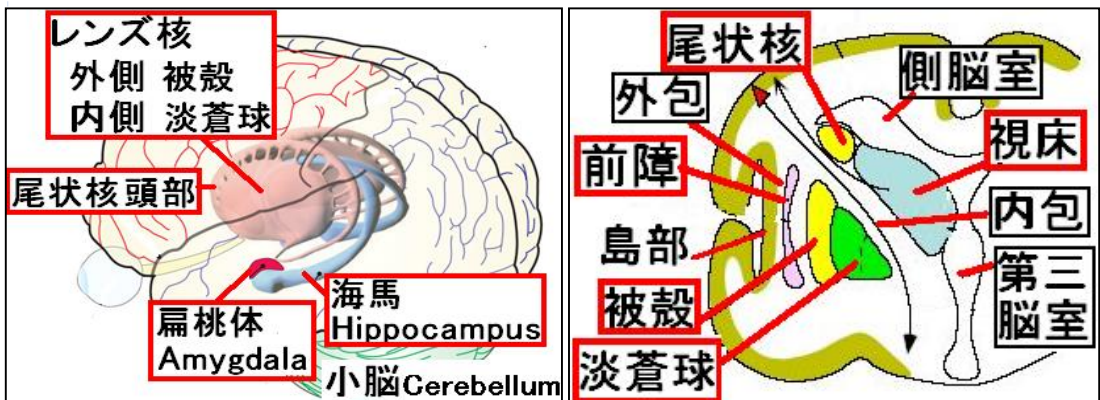 レンズ核
外側 被殻
内側 淡蒼球
尾状核頭部
扁桃体
Amygdala
海馬
Hippocampus
小脳Cerebellum
尾状核
側脳室
外包
視床
前障
内包
島部
第三
脳室
被殻
淡蒼球